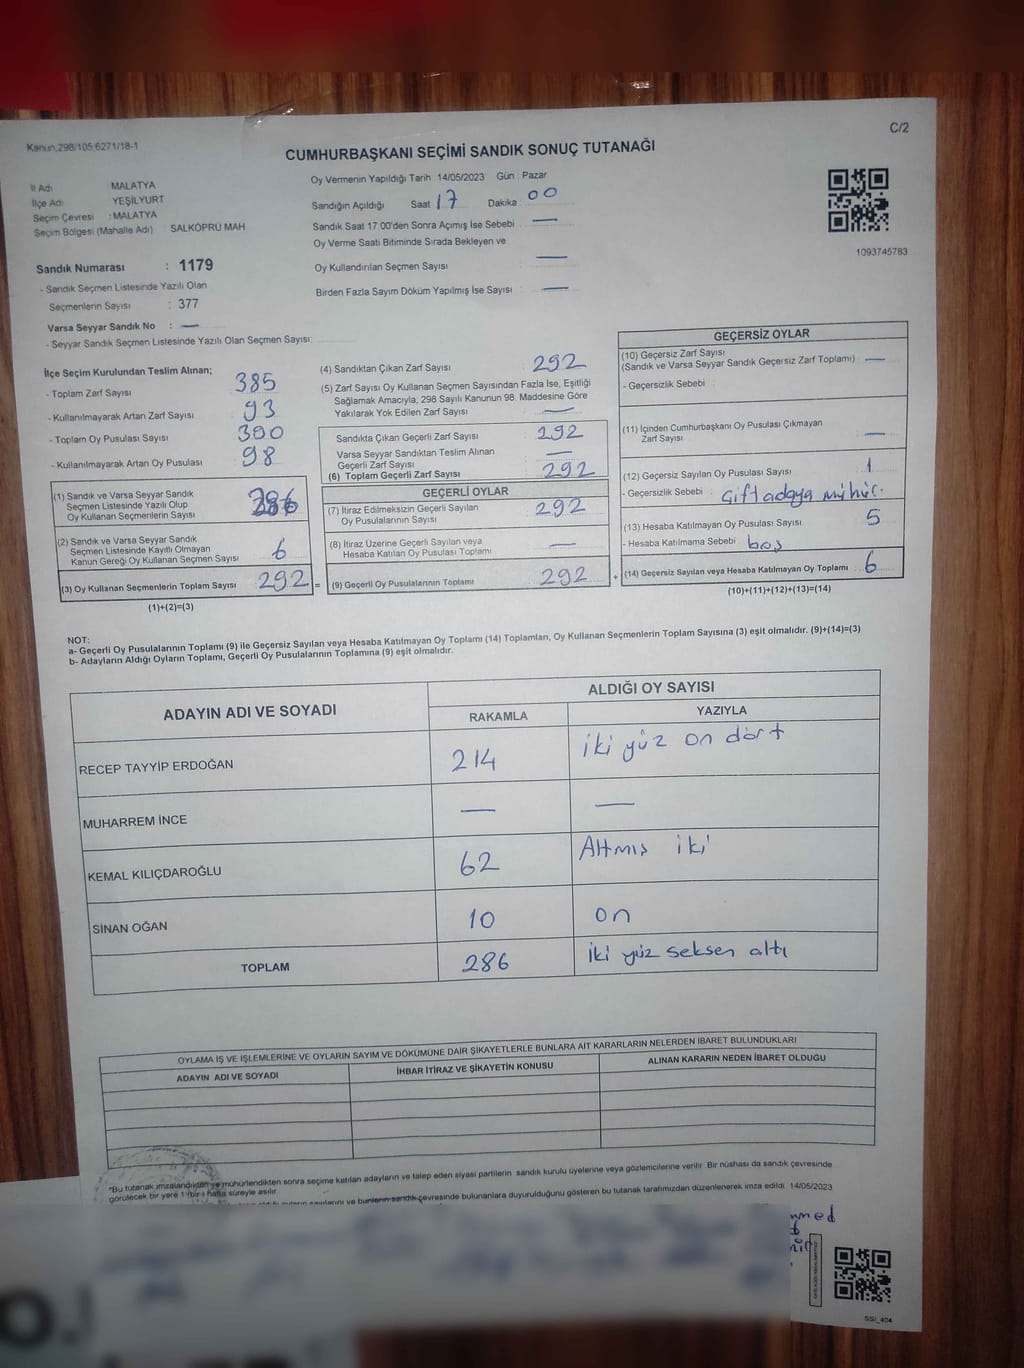 C/2
Kanun:298/105;6271/18-1
CUMHURBAŞKANI SEÇİMİ SANDIK SONUÇ TUTANAĞI
İl Adı MALATYA
İlçe Adı YEŞİLYURT
Seçim Çevresi : MALATYA
Seçim Bölgesi (Mahalle Adı) SALKÖPRÜ MAH
Sandık Numarası : 1179
- Sandık Seçmen Listesinde Yazılı Olan
Seçmenlerin Sayısı : 377
Varsa Seyyar Sandık No : —
- Seyyar Sandık Seçmen Listesinde Yazılı Olan Seçmen Sayısı:
Oy Vermenin Yapıldığı Tarih : 14/05/2023 Gün : Pazar
Sandığın Açıldığı Saat 17 Dakika : 00
Sandık Saat 17:00'den Sonra Açımış İse Sebebi : —
Oy Verme Saati Bitiminde Sırada Bekleyen ve
Oy Kullandırılan Seçmen Sayısı : —
Birden Fazla Sayım Döküm Yapılmış İse Sayısı : —
1093745783
İlçe Seçim Kurulundan Teslim Alınan;
- Toplam Zarf Sayısı : 385
- Kullanılmayarak Artan Zarf Sayısı : 93
- Toplam Oy Pusulası Sayısı : 390
- Kullanılmayarak Artan Oy Pusulası : 98
(1) Sandık ve Varsa Seyyar Sandık
Seçmen Listesinde Yazılı Olup
Oy Kullanan Seçmenlerin Sayısı 286
(2) Sandık ve Varsa Seyyar Sandık
Seçmen Listesinde Kayıtlı Olmayan
Kanun Gereği Oy Kullanan Seçmen Sayısı 6
(3) Oy Kullanan Seçmenlerin Toplam Sayısı 292 =
(1)+(2)=(3)
(4) Sandıktan Çıkan Zarf Sayısı : 292
(5) Zarf Sayısı Oy Kullanan Seçmen Sayısından Fazla İse, Eşitliği
Sağlamak Amacıyla; 298 Sayılı Kanunun 98. Maddesine Göre
Yakılarak Yok Edilen Zarf Sayısı : —
Sandıkta Çıkan Geçerli Zarf Sayısı : 292
Varsa Seyyar Sandıktan Teslim Alınan
Geçerli Zarf Sayısı : —
(6) Toplam Geçerli Zarf Sayısı : 292
GEÇERLİ OYLAR
(7) İtiraz Edilmeksizin Geçerli Sayılan
Oy Pusulalarının Sayısı 292
(8) İtiraz Üzerine Geçerli Sayılan veya
Hesaba Katılan Oy Pusulası Toplamı : —
(9) Geçerli Oy Pusulalarının Toplamı : 292 +
GEÇERSİZ OYLAR
(10) Geçersiz Zarf Sayısı
(Sandık ve Varsa Seyyar Sandık Geçersiz Zarf Toplamı) : —
- Geçersizlik Sebebi :
(11) İçinden Cumhurbaşkanı Oy Pusulası Çıkmayan
Zarf Sayısı : —
(12) Geçersiz Sayılan Oy Pusulası Sayısı : 1
- Geçersizlik Sebebi : Çift adaya mühür.
(13) Hesaba Katılmayan Oy Pusulası Sayısı : 5
- Hesaba Katılmama Sebebi : boş
(14) Geçersiz Sayılan veya Hesaba Katılmayan Oy Toplamı : 6
(10)+(11)+(12)+(13)=(14)
NOT:
a- Geçerli Oy Pusulalarının Toplamı (9) ile Geçersiz Sayılan veya Hesaba Katılmayan Oy Toplamı (14) Toplamları, Oy Kullanan Seçmenlerin Toplam Sayısına (3) eşit olmalıdır. (9)+(14)=(3)
b- Adayların Aldığı Oyların Toplamı, Geçerli Oy Pusulalarının Toplamına (9) eşit olmalıdır.
ADAYIN ADI VE SOYADI ALDIĞI OY SAYISI
RAKAMLA YAZIYLA
RECEP TAYYİP ERDOĞAN 214 iki yüz on dört
MUHARREM İNCE — —
KEMAL KILIÇDAROĞLU 62 Altmış iki
SİNAN OĞAN 10 on
TOPLAM 286 iki yüz seksen altı
OYLAMA İŞ VE İŞLEMLERİNE VE OYLARIN SAYIM VE DÖKÜMÜNE DAİR ŞİKAYETLERLE BUNLARA AİT KARARLARIN NELERDEN İBARET BULUNDUKLARI
ADAYIN ADI VE SOYADI İHBAR İTİRAZ VE ŞİKAYETİN KONUSU ALINAN KARARIN NEDEN İBARET OLDUĞU
*Bu tutanak imzalandıktan ve mühürlendikten sonra seçime katılan adayların ve talep eden siyasi partilerin sandık kurulu üyelerine veya gözlemcilerine verilir. Bir nüshası da sandık çevresinde
görülecek bir yere 1 (bir) hafta süreyle asılır.
sayılarını ve bunların sandık çevresinde bulunanlara duyurulduğunu gösteren bu tutanak tarafımızdan düzenlenerek imza edildi. 14/05/2023
SSI_404